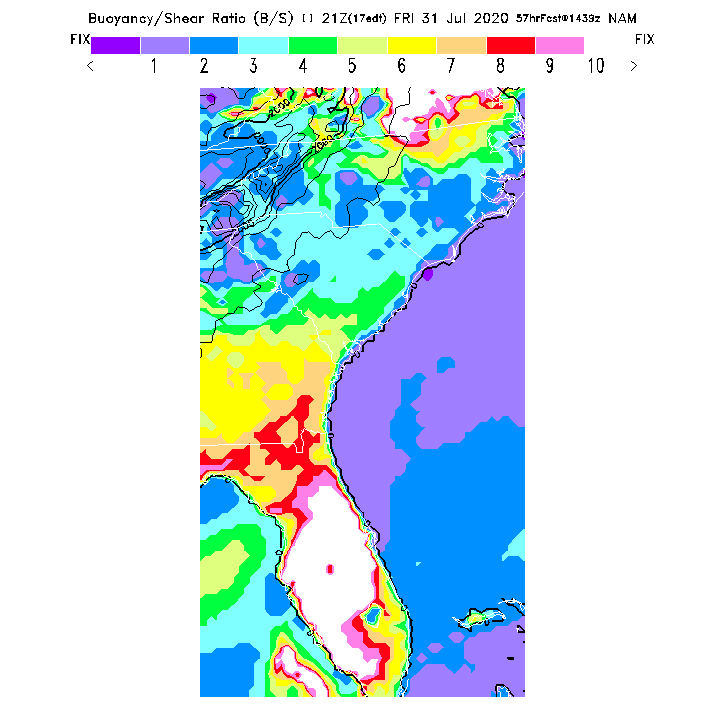 Buoyancy/Shear Ratio (B/S) [] 21Z(17edt) FRI 31 Jul 2020 57hrFcst@1439z NAM
FIX FIX
< 1 2 3 4 5 6 7 8 9 10 >